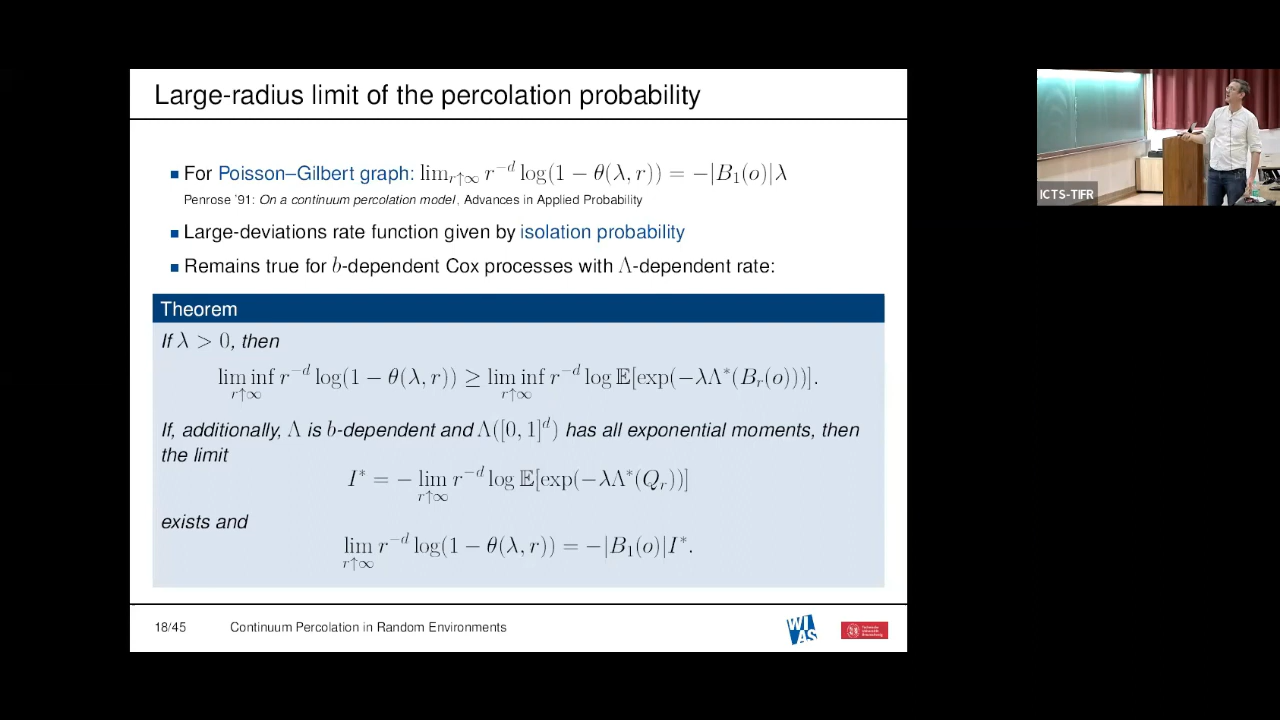 Large-radius limit of the percolation probability
■ For Poisson–Gilbert graph: lim_{r↑∞} r^{-d} log(1 − θ(λ, r)) = −|B_1(o)|λ
Penrose '91: On a continuum percolation model, Advances in Applied Probability
■ Large-deviations rate function given by isolation probability
■ Remains true for b-dependent Cox processes with Λ-dependent rate:
Theorem
If λ > 0, then
lim inf_{r↑∞} r^{-d} log(1 − θ(λ, r)) ≥ lim inf_{r↑∞} r^{-d} log 𝔼[exp(−λΛ*(B_r(o)))].
If, additionally, Λ is b-dependent and Λ([0, 1]^d) has all exponential moments, then
the limit
I* = − lim_{r↑∞} r^{-d} log 𝔼[exp(−λΛ*(Q_r))]
exists and
lim_{r↑∞} r^{-d} log(1 − θ(λ, r)) = −|B_1(o)|I*.
18/45 Continuum Percolation in Random Environments
WIAS
ICTS-TIFR